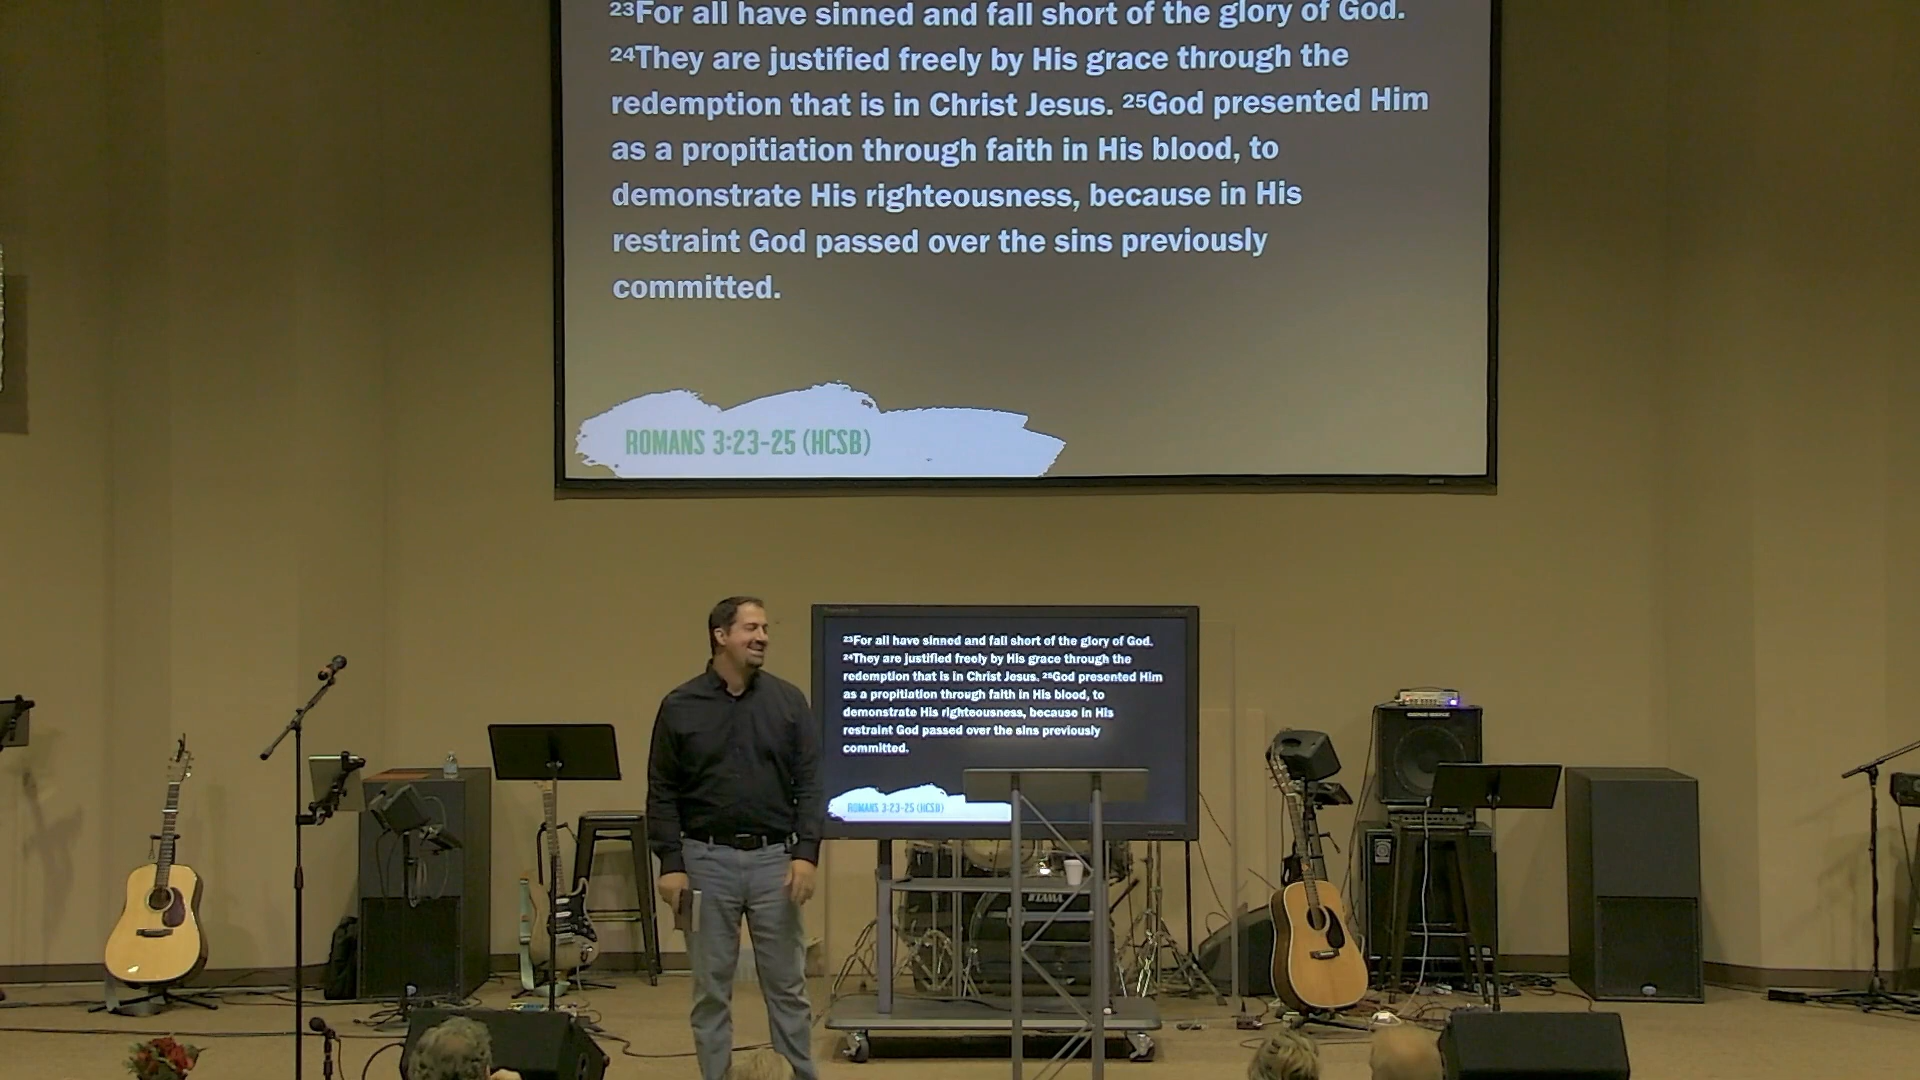 ²³For all have sinned and fall short of the glory of God.
²⁴They are justified freely by His grace through the
redemption that is in Christ Jesus. ²⁵God presented Him
as a propitiation through faith in His blood, to
demonstrate His righteousness, because in His
restraint God passed over the sins previously
committed.
ROMANS 3:23-25 (HCSB)
²³For all have sinned and fall short of the glory of God.
²⁴They are justified freely by His grace through the
redemption that is in Christ Jesus. ²⁵God presented Him
as a propitiation through faith in His blood, to
demonstrate His righteousness, because in His
restraint God passed over the sins previously
committed.
ROMANS 3:23-25 (HCSB)
TAMA